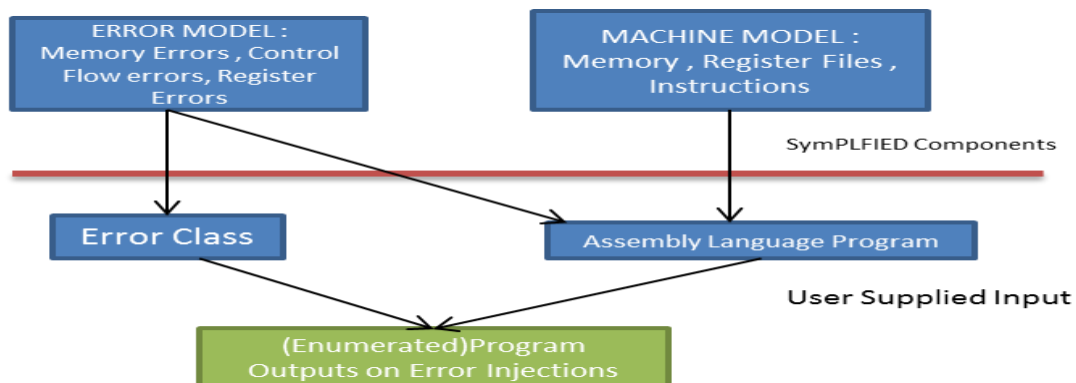 ERROR MODEL :
Memory Errors , Control
Flow errors, Register
Errors
MACHINE MODEL :
Memory , Register Files ,
Instructions
SymPLFIED Components
Error Class
Assembly Language Program
User Supplied Input
(Enumerated)Program
Outputs on Error Injections